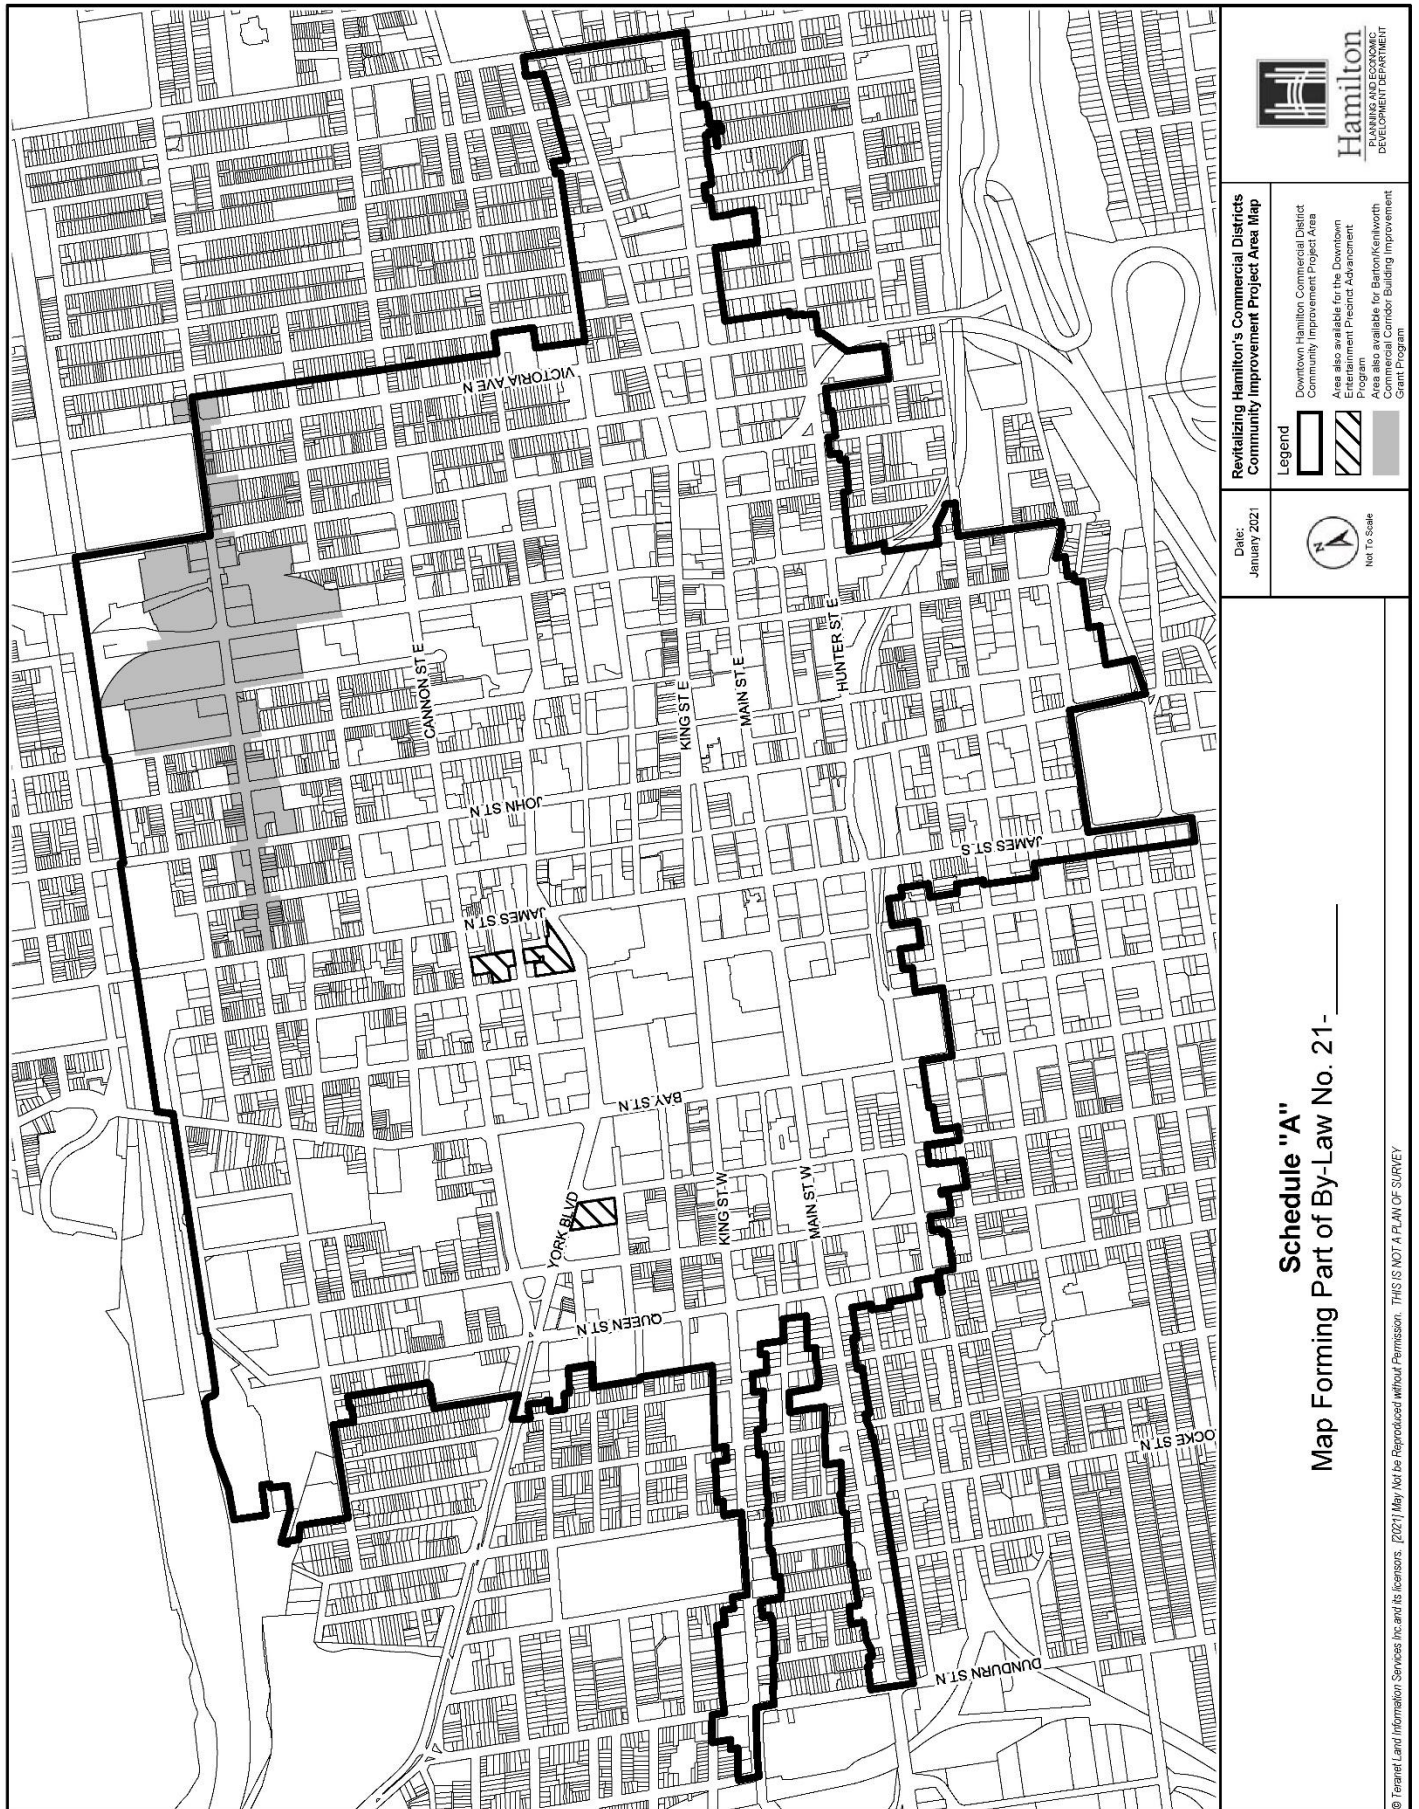 VICTORIA AVE N
CANNON ST E
JOHN ST N
KING ST E
MAIN ST E
HUNTER ST E
JAMES ST N
JAMES ST S
BAY ST N
YORK BLVD
KING ST W
MAIN ST W
QUEEN ST N
OCKE ST N
DUNDURN ST N
Schedule "A"
Map Forming Part of By-Law No. 21-________
© Teranet Land Information Services Inc.and its licensors. [2021] May Not be Reproduced without Permission. THIS IS NOT A PLAN OF SURVEY
Date:
January 2021
N
Not To Scale
Revitalizing Hamilton's Commercial Districts
Community Improvement Project Area Map
Legend
Downtown Hamilton Commercial District
Community Improvement Project Area
Area also available for the Downtown
Entertainment Precinct Advancment
Program
Area also available for Barton/Kenilworth
Commercial Corridor Building Improvement
Grant Program
Hamilton
PLANNING AND ECONOMIC
DEVELOPMENT DEPARTMENT